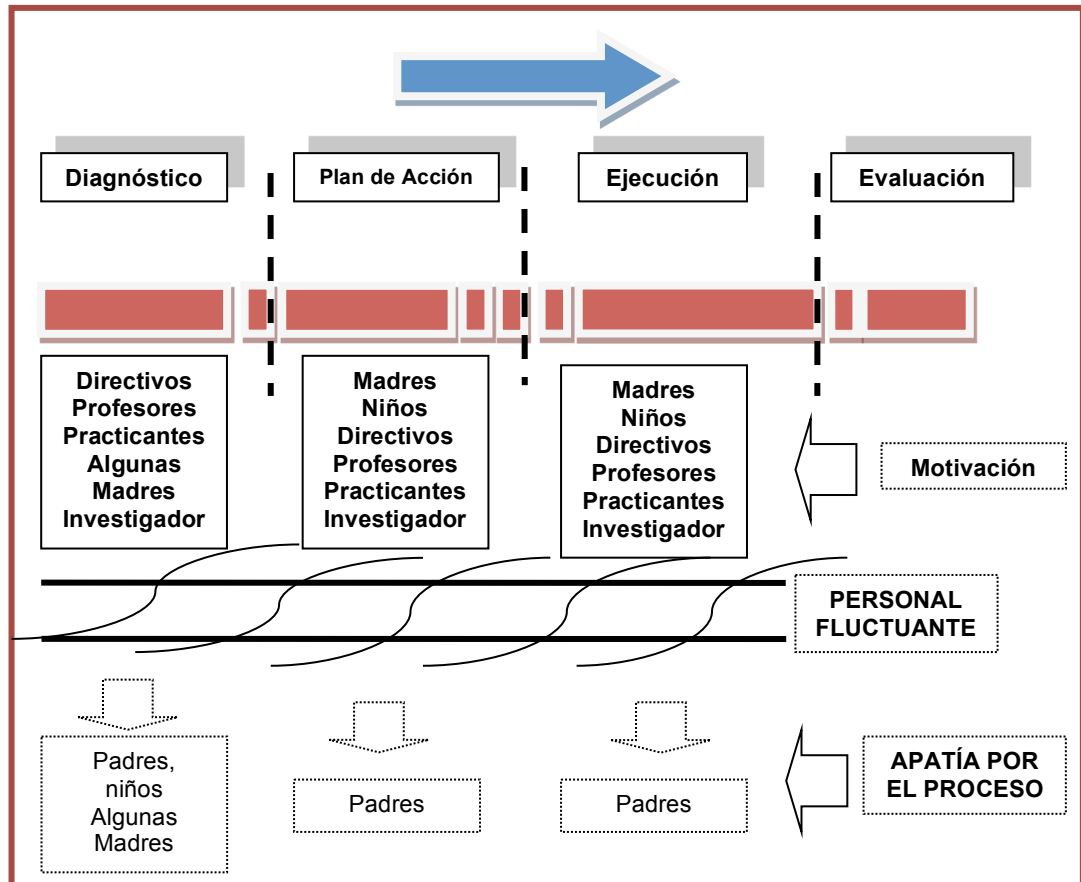 Diagnóstico
Plan de Acción
Ejecución
Evaluación
Directivos
Profesores
Practicantes
Algunas
Madres
Investigador
Madres
Niños
Directivos
Profesores
Practicantes
Investigador
Madres
Niños
Directivos
Profesores
Practicantes
Investigador
Motivación
PERSONAL
FLUCTUANTE
Padres,
niños
Algunas
Madres
Padres
Padres
APATÍA POR
EL PROCESO